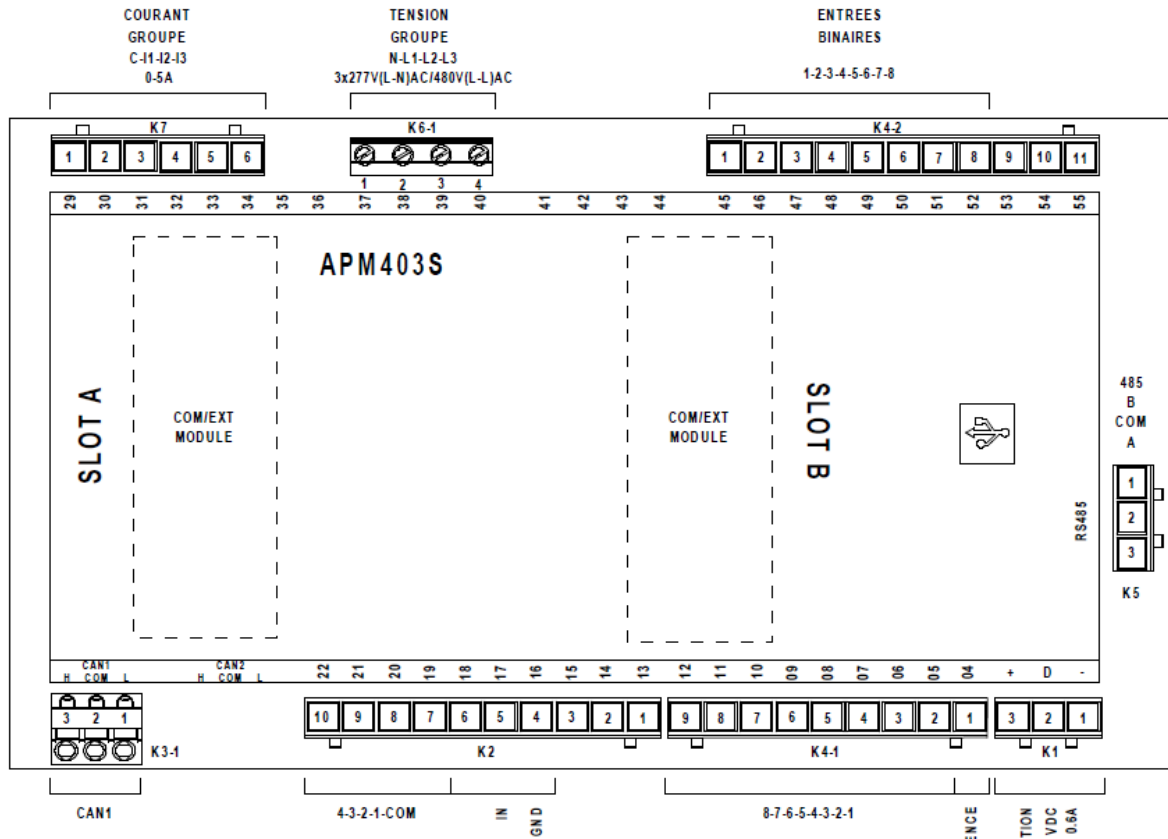 COURANT
GROUPE
C-I1-I2-I3
0-5A
TENSION
GROUPE
N-L1-L2-L3
3x277V(L-N)AC/480V(L-L)AC
ENTREES
BINAIRES
1-2-3-4-5-6-7-8
K7
K6-1
K4-2
1 2 3 4 5 6
1 2 3 4
1 2 3 4 5 6 7 8 9 10 11
29 30 31 32 33 34 35 36 37 38 39 40 41 42 43 44 45 46 47 48 49 50 51 52 53 54 55
APM403S
SLOT A
COM/EXT
MODULE
COM/EXT
MODULE
SLOT B
485
B
COM
A
RS485
1
2
3
K5
CAN1
H COM L
CAN2
H COM L
22 21 20 19 18 17 16 15 14 13 12 11 10 09 08 07 06 05 04 + D -
3 2 1
10 9 8 7 6 5 4 3 2 1
9 8 7 6 5 4 3 2 1
3 2 1
K3-1
K2
K4-1
K1
CAN1
4-3-2-1-COM
IN
GND
8-7-6-5-4-3-2-1
ENCE
TION
VDC
0.6A